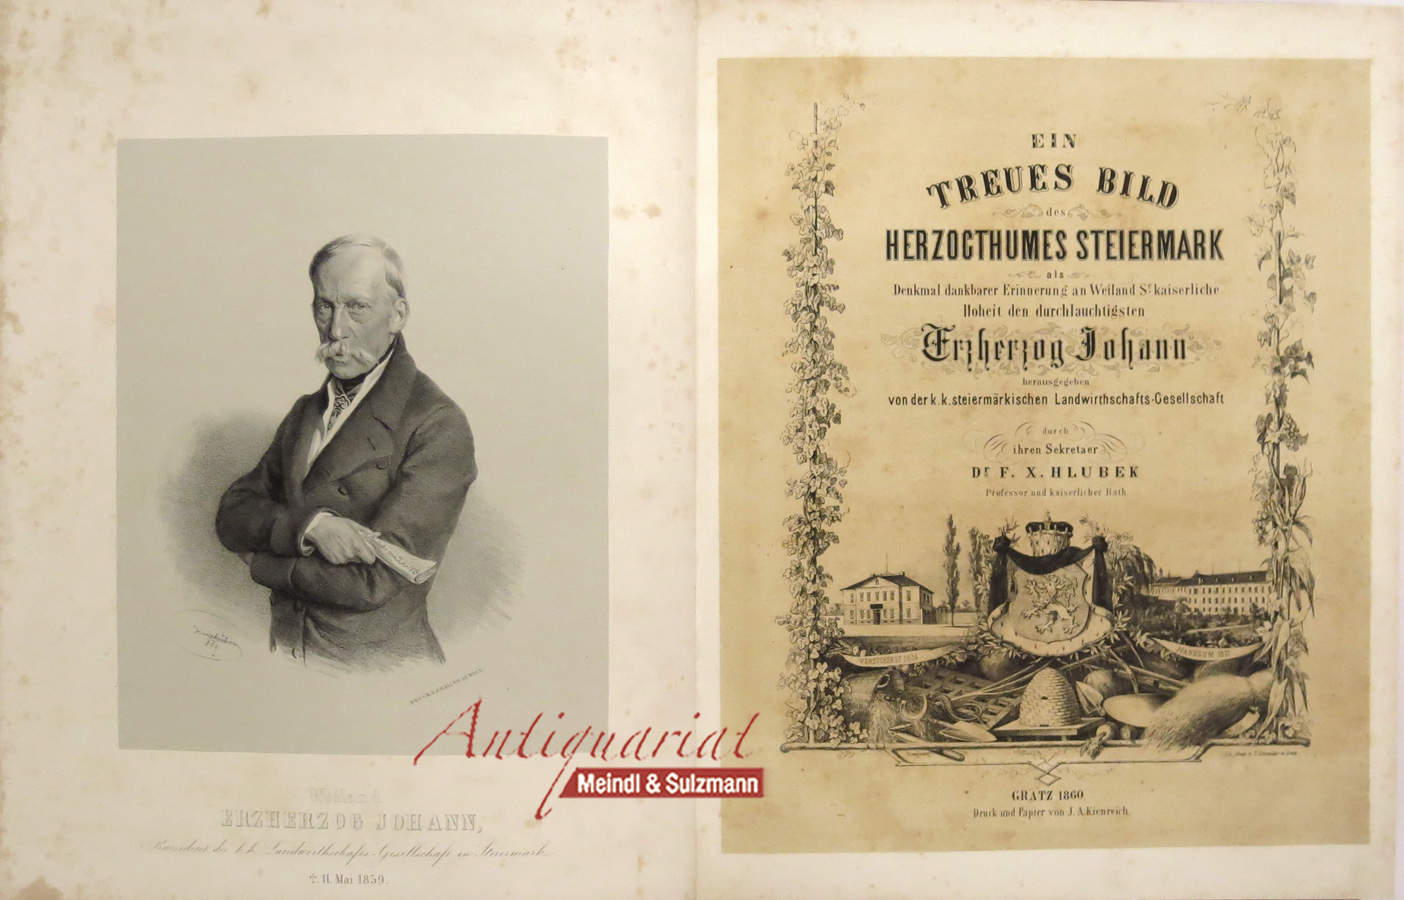 Weiland
ERZHERZOG JOHANN,
Praesident der k.k. Landwirthschafts-Gesellschaft in Steiermark
†. 11. Mai 1859.
EIN
TREUES BILD
des
HERZOGTHUMES STEIERMARK
als
Denkmal dankbarer Erinnerung an Weiland Sr kaiserliche
Hoheit den durchlauchtigsten
Erzherzog Johann
herausgegeben
von der k. k. steiermärkischen Landwirthschafts-Gesellschaft
durch
ihren Sekretaer
Dr F. X. HLUBEK
Professor und kaiserlicher Rath.
GRATZ 1860.
Druck und Papier von J. A. Kienreich.
Antiquariat
Meindl & Sulzmann